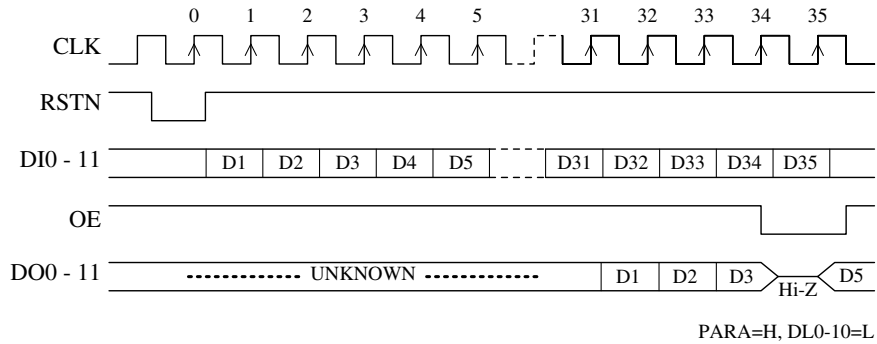 0 1 2 3 4 5 31 32 33 34 35
CLK
RSTN
DI0 - 11 D1 D2 D3 D4 D5 D31 D32 D33 D34 D35
OE
DO0 - 11 UNKNOWN D1 D2 D3 Hi-Z D5
PARA=H, DL0-10=L